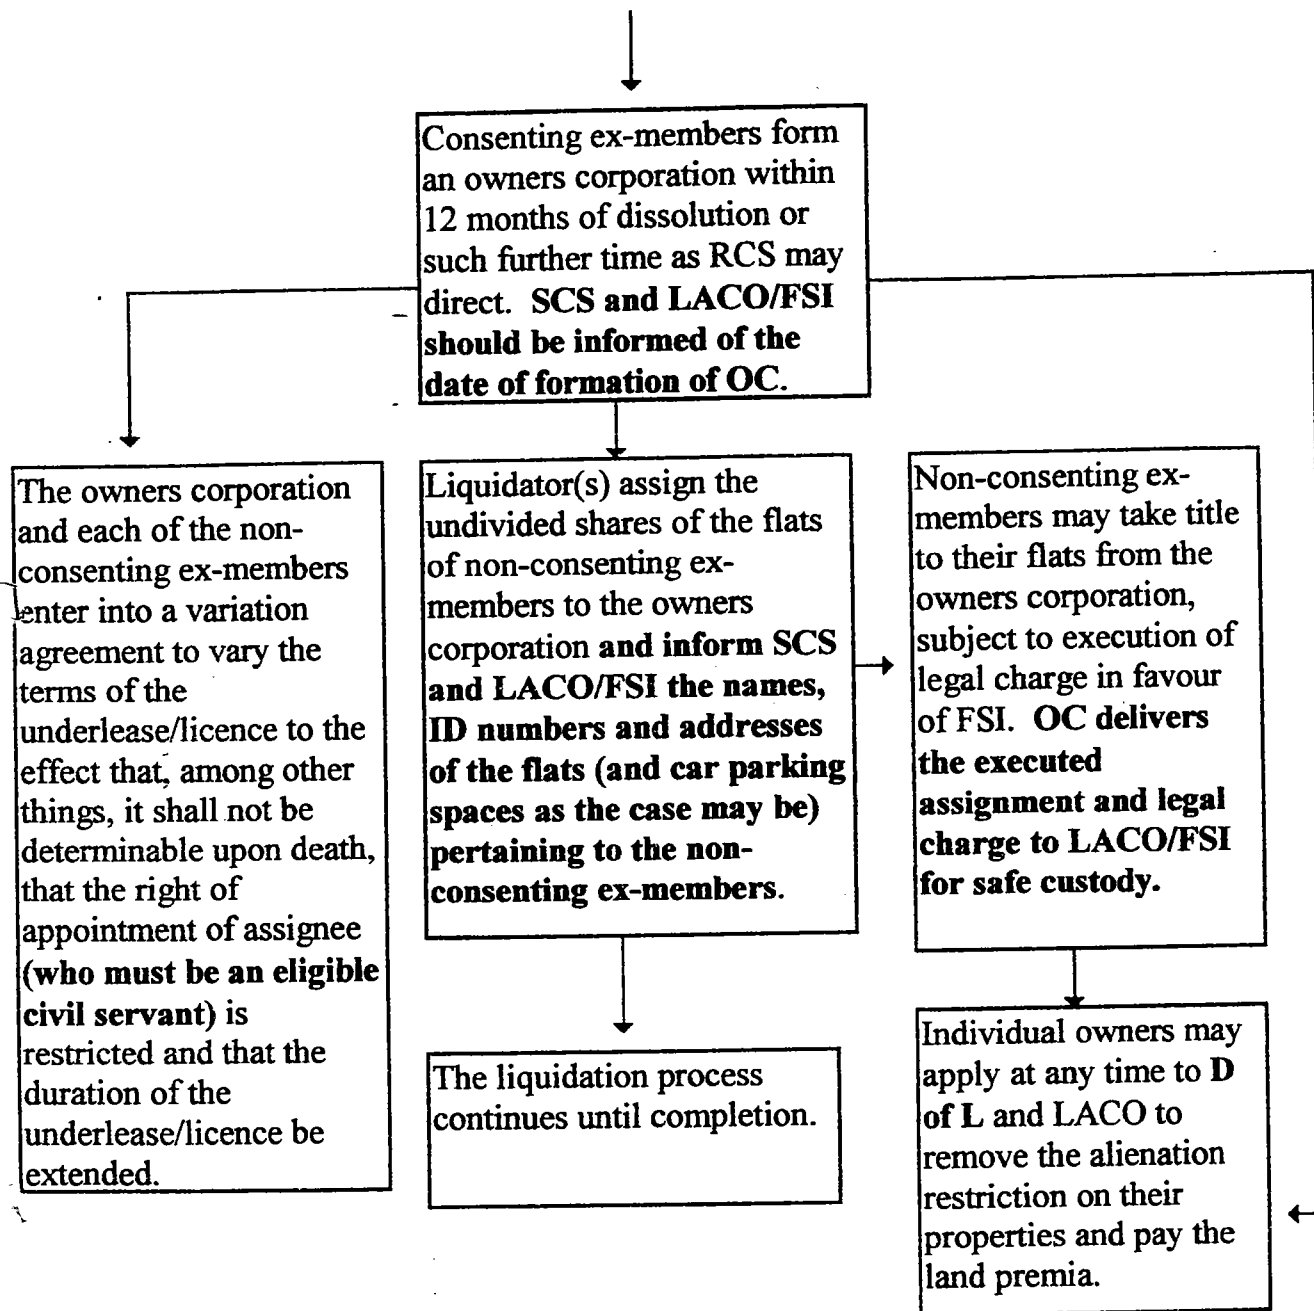 Consenting ex-members form
an owners corporation within
12 months of dissolution or
such further time as RCS may
direct. SCS and LACO/FSI
should be informed of the
date of formation of OC.
The owners corporation
and each of the non-
consenting ex-members
enter into a variation
agreement to vary the
terms of the
underlease/licence to the
effect that, among other
things, it shall not be
determinable upon death,
that the right of
appointment of assignee
(who must be an eligible
civil servant) is
restricted and that the
duration of the
underlease/licence be
extended.
Liquidator(s) assign the
undivided shares of the flats
of non-consenting ex-
members to the owners
corporation and inform SCS
and LACO/FSI the names,
ID numbers and addresses
of the flats (and car parking
spaces as the case may be)
pertaining to the non-
consenting ex-members.
The liquidation process
continues until completion.
Non-consenting ex-
members may take title
to their flats from the
owners corporation,
subject to execution of
legal charge in favour
of FSI. OC delivers
the executed
assignment and legal
charge to LACO/FSI
for safe custody.
Individual owners may
apply at any time to D
of L and LACO to
remove the alienation
restriction on their
properties and pay the
land premia.